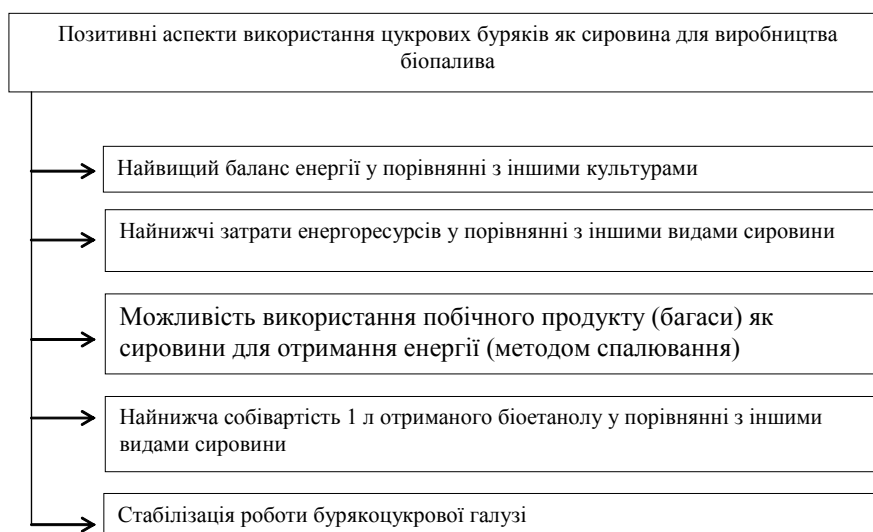 Позитивні аспекти використання цукрових буряків як сировина для виробництва
біопалива
Найвищий баланс енергії у порівнянні з іншими культурами
Найнижчі затрати енергоресурсів у порівнянні з іншими видами сировини
Можливість використання побічного продукту (багаси) як
сировини для отримання енергії (методом спалювання)
Найнижча собівартість 1 л отриманого біоетанолу у порівнянні з іншими
видами сировини
Стабілізація роботи бурякоцукрової галузі